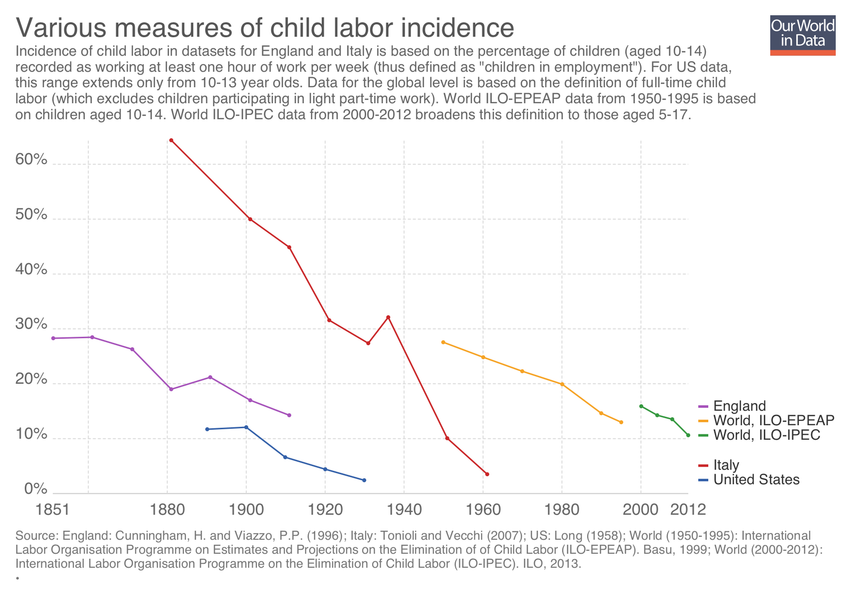 Various measures of child labor incidence
Our World
in Data
Incidence of child labor in datasets for England and Italy is based on the percentage of children (aged 10-14)
recorded as working at least one hour of work per week (thus defined as "children in employment"). For US data,
this range extends only from 10-13 year olds. Data for the global level is based on the definition of full-time child
labor (which excludes children participating in light part-time work). World ILO-EPEAP data from 1950-1995 is based
on children aged 10-14. World ILO-IPEC data from 2000-2012 broadens this definition to those aged 5-17.
60%
50%
40%
30%
20%
10%
0%
1851 1880 1900 1920 1940 1960 1980 2000 2012
England
World, ILO-EPEAP
World, ILO-IPEC
Italy
United States
Source: England: Cunningham, H. and Viazzo, P.P. (1996); Italy: Tonioli and Vecchi (2007); US: Long (1958); World (1950-1995): International
Labor Organisation Programme on Estimates and Projections on the Elimination of of Child Labor (ILO-EPEAP). Basu, 1999; World (2000-2012):
International Labor Organisation Programme on the Elimination of Child Labor (ILO-IPEC). ILO, 2013.